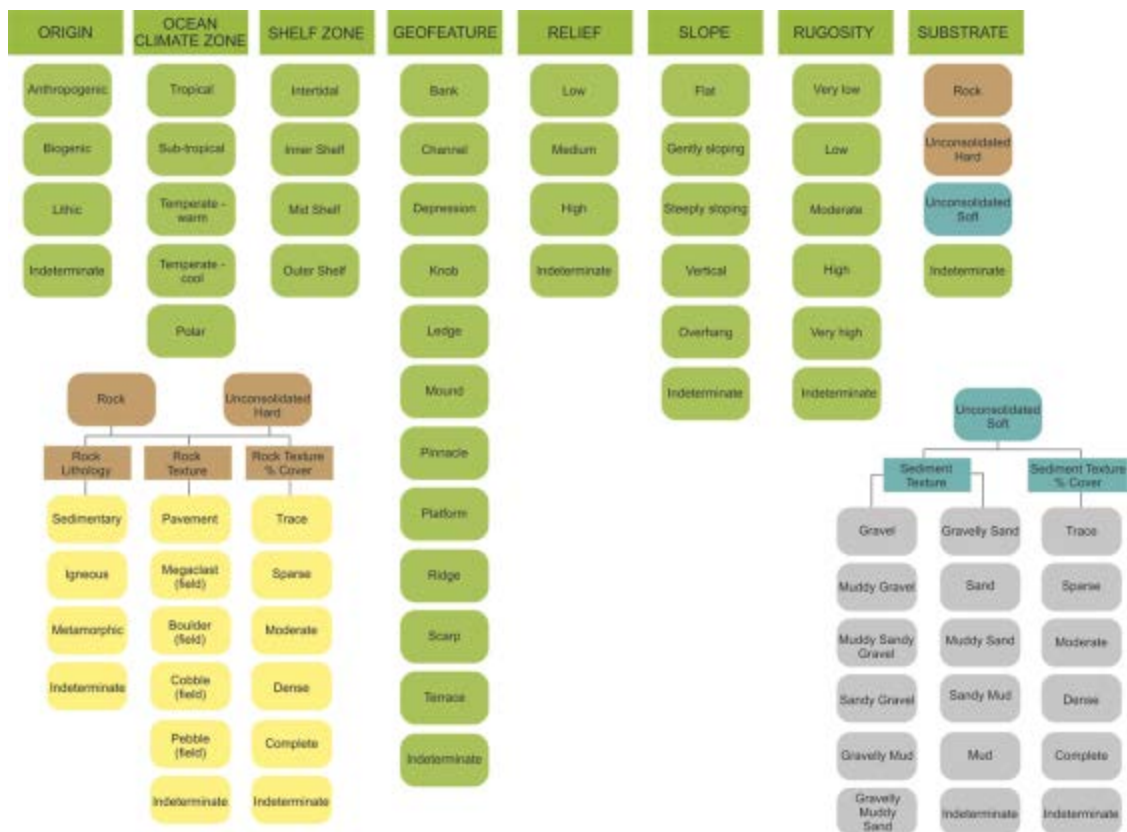 ORIGIN
OCEAN
CLIMATE ZONE
SHELF ZONE
GEOFEATURE
RELIEF
SLOPE
RUGOSITY
SUBSTRATE
Anthropogenic
Biogenic
Lithic
Indeterminate
Tropical
Sub-tropical
Temperate -
warm
Temperate -
cool
Polar
Intertidal
Inner Shelf
Mid Shelf
Outer Shelf
Bank
Channel
Depression
Knob
Ledge
Mound
Pinnacle
Platform
Ridge
Scarp
Terrace
Indeterminate
Low
Medium
High
Indeterminate
Flat
Gently sloping
Steeply sloping
Vertical
Overhang
Indeterminate
Very low
Low
Moderate
High
Very high
Indeterminate
Rock
Unconsolidated
Hard
Unconsolidated
Soft
Indeterminate
Rock
Unconsolidated
Hard
Rock
Lithology
Rock
Texture
Rock Texture
% Cover
Sedimentary
Igneous
Metamorphic
Indeterminate
Pavement
Megaclast
(field)
Boulder
(field)
Cobble
(field)
Pebble
(field)
Indeterminate
Trace
Sparse
Moderate
Dense
Complete
Indeterminate
Unconsolidated
Soft
Sediment
Texture
Sediment Texture
% Cover
Gravel
Muddy Gravel
Muddy Sandy
Gravel
Sandy Gravel
Gravelly Mud
Gravelly
Muddy
Sand
Gravelly Sand
Sand
Muddy Sand
Sandy Mud
Mud
Indeterminate
Trace
Sparse
Moderate
Dense
Complete
Indeterminate